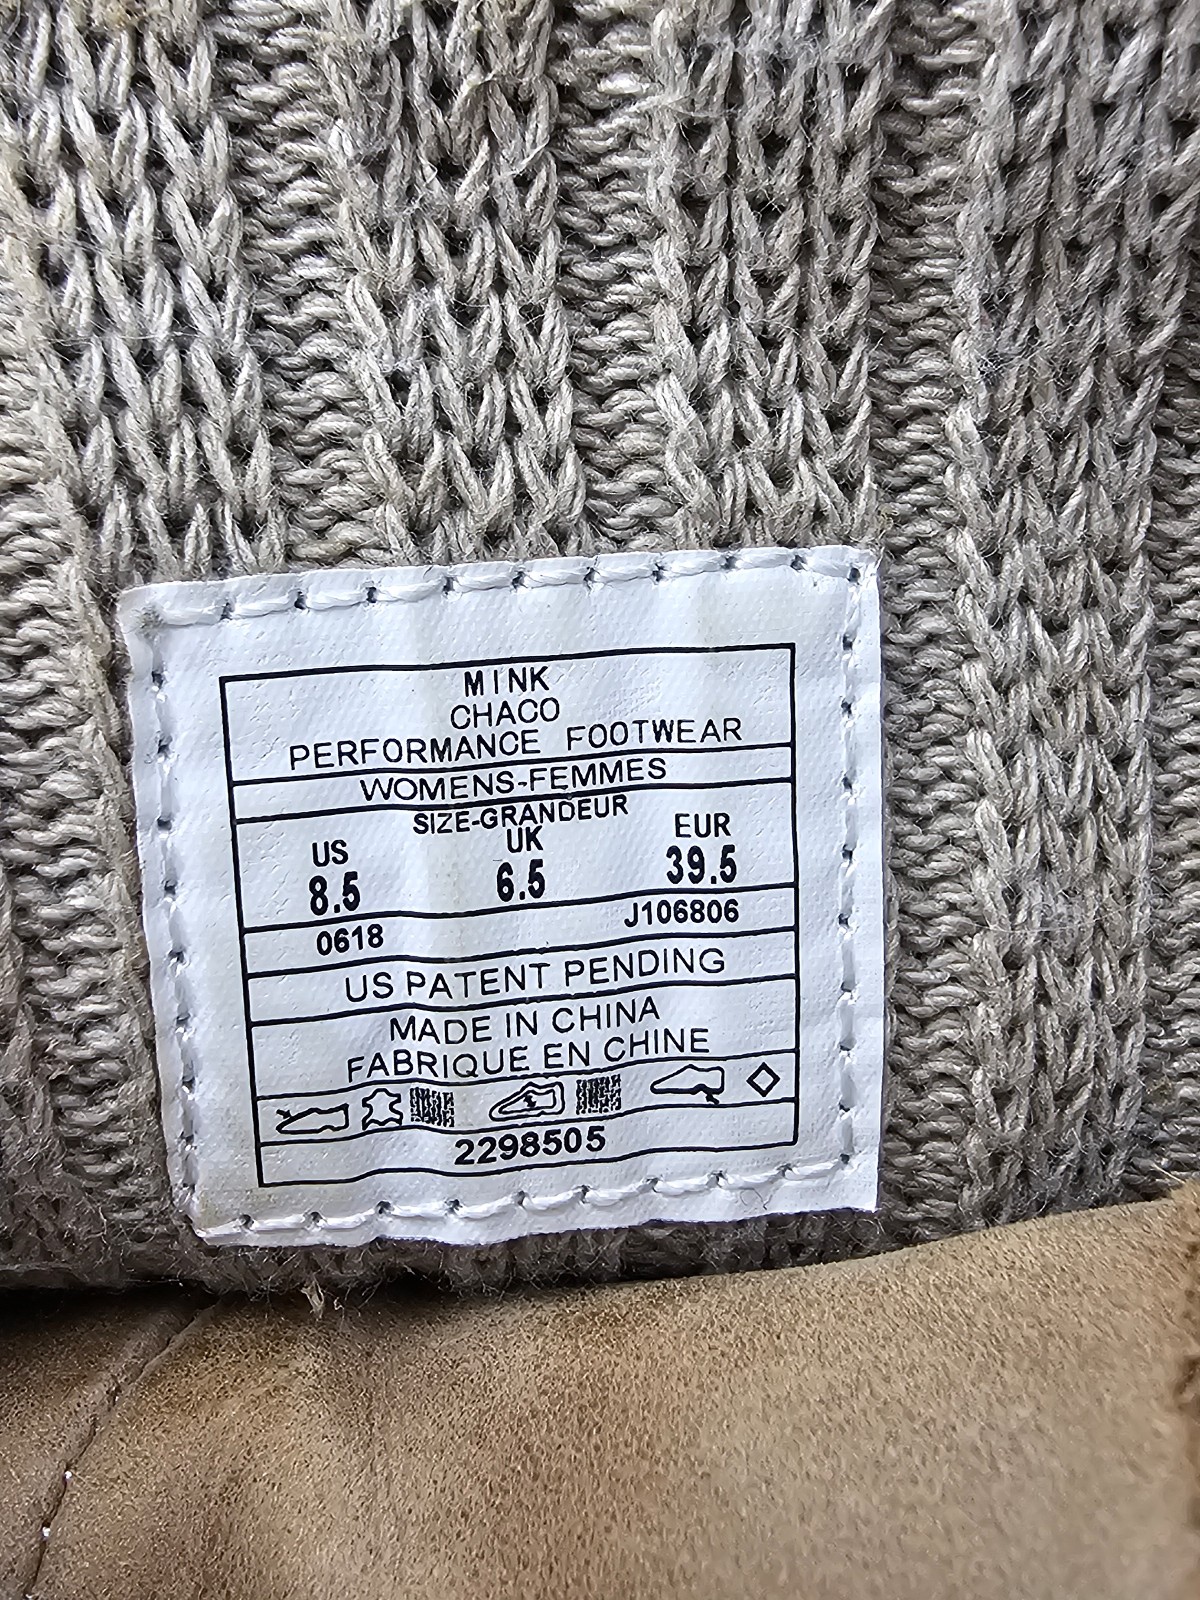 MINK
CHACO
PERFORMANCE FOOTWEAR
WOMENS-FEMMES
SIZE-GRANDEUR
US UK EUR
8.5 6.5 39.5
0618 J106806
US PATENT PENDING
MADE IN CHINA
FABRIQUE EN CHINE
2298505